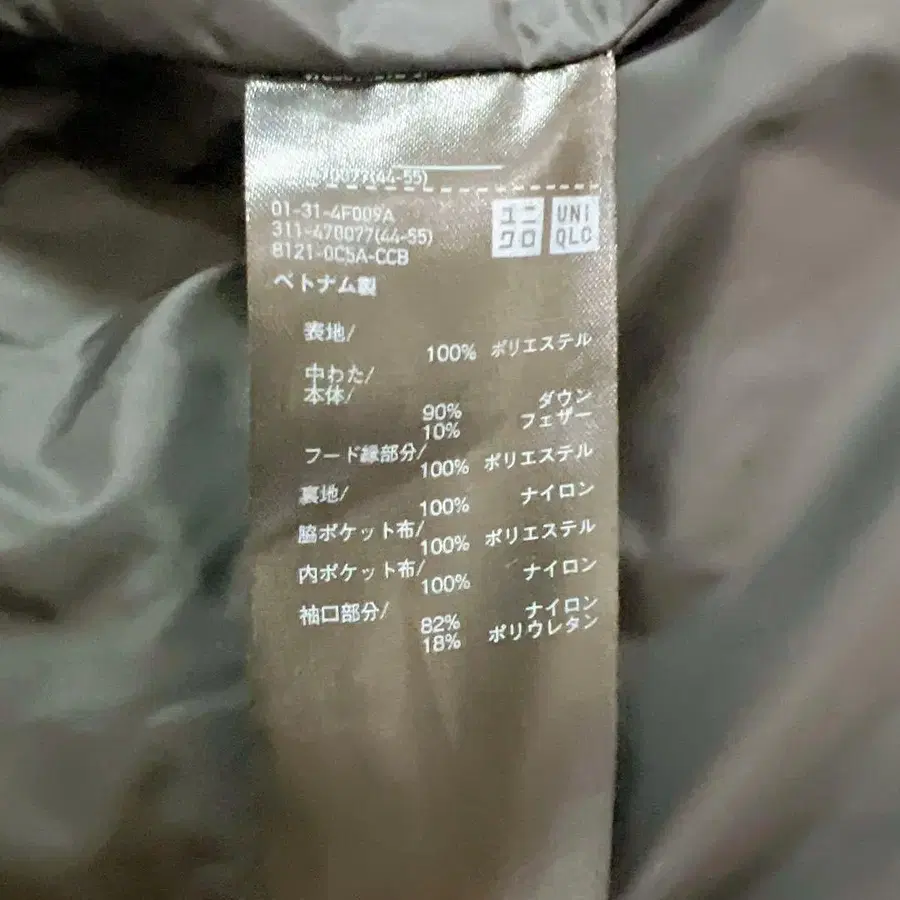 470077(44-55)
01-31-4F009A
311-470077(44-55)
8121-0C5A-CCB
ユニ
クロ
UNI
QLO
ベトナム製
表地/
100% ポリエステル
中わた/
本体/
90% ダウン
10% フェザー
フード縁部分/
100% ポリエステル
裏地/
100% ナイロン
脇ポケット布/
100% ポリエステル
内ポケット布/
100% ナイロン
袖口部分/
82% ナイロン
18% ポリウレタン